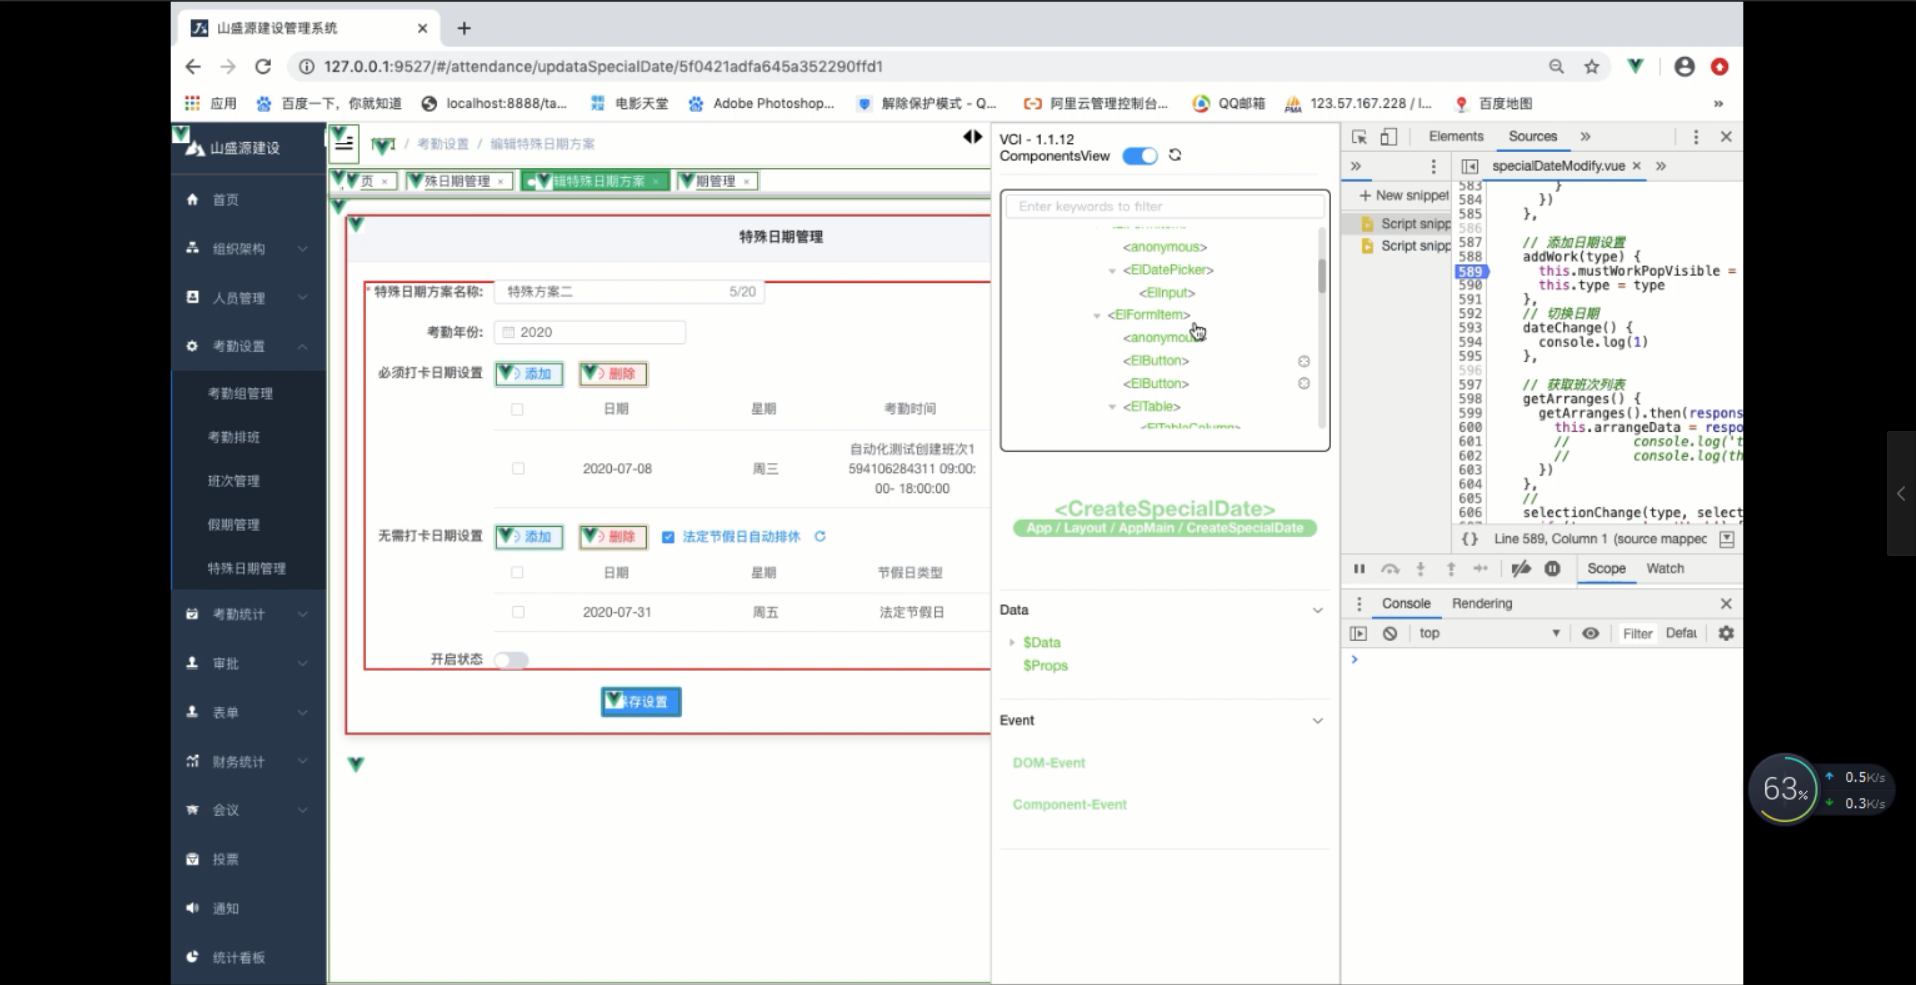 山盛源建设管理系统
127.0.0.1:9527/#/attendance/updataSpecialDate/5f0421adfa645a352290ffd1
应用
百度一下，你就知道
localhost:8888/ta...
电影天堂
Adobe Photoshop...
解除保护模式 - Q...
阿里云管理控制台...
QQ邮箱
123.57.167.228 / l...
百度地图
»
山盛源建设
首页
组织架构
人员管理
考勤设置
考勤组管理
考勤排班
班次管理
假期管理
特殊日期管理
考勤统计
审批
表单
财务统计
会议
投票
通知
统计看板
/ 考勤设置 / 编辑特殊日期方案
页 ×
殊日期管理 ×
辑特殊日期方案 ×
期管理 ×
特殊日期管理
* 特殊日期方案名称: 特殊方案二 5/20
考勤年份: 2020
必须打卡日期设置 添加 删除
日期 星期 考勤时间
2020-07-08 周三 自动化测试创建班次1
594106284311 09:00:
00- 18:00:00
无需打卡日期设置 添加 删除 法定节假日自动排休
日期 星期 节假日类型
2020-07-31 周五 法定节假日
开启状态
存设置
VCI - 1.1.12
ComponentsView
Enter keywords to filter
<anonymous>
<ElDatePicker>
<ElInput>
<ElFormItem>
<anonymou
<ElButton>
<ElButton>
<ElTable>
<ElTableColumn>
<CreateSpecialDate>
App / Layout / AppMain / CreateSpecialDate
Data
$Data
$Props
Event
DOM-Event
Component-Event
Elements Sources »
» specialDateModify.vue × »
+ New snippet
Script snipp
Script snipp
583 }
584 })
585 },
586
587 // 添加日期设置
588 addWork(type) {
589 this.mustWorkPopVisible =
590 this.type = type
591 },
592 // 切换日期
593 dateChange() {
594 console.log(1)
595 },
596
597 // 获取班次列表
598 getArranges() {
599 getArranges().then(respons
600 this.arrangeData = respo
601 // console.log('t
602 // console.log(th
603 })
604 },
605 //
606 selectionChange(type, select
{} Line 589, Column 1 (source mappec
Scope Watch
Console Rendering
top Filter Defau
63%
0.5K/s
0.3K/s